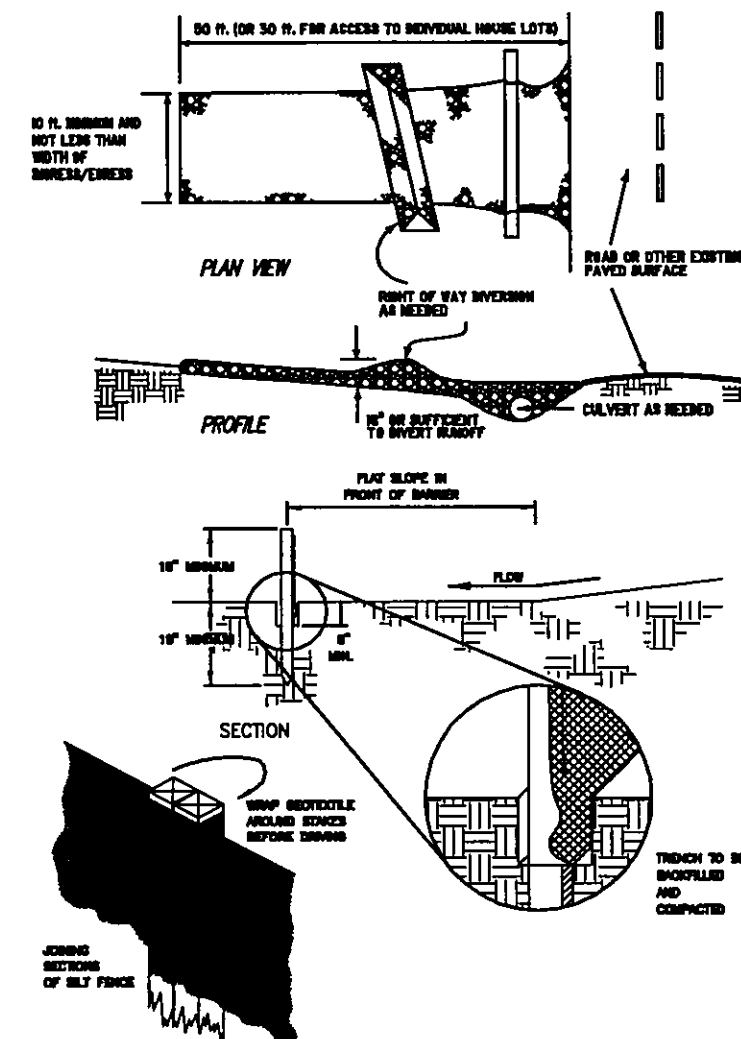 50 ft. (OR 30 ft. FOR ACCESS TO INDIVIDUAL HOUSE LOTS)
10 ft. MINIMUM AND
NOT LESS THAN
WIDTH OF
INGRESS/EGRESS
PLAN VIEW
RIGHT OF WAY DIVERSION
AS NEEDED
ROAD OR OTHER EXISTING
PAVED SURFACE
PROFILE
OR SUFFICIENT
TO DIVERT RUNOFF
CULVERT AS NEEDED
FLAT SLOPE IN
FRONT OF BARRIER
MINIMUM
FLOW
MINIMUM
MIN.
SECTION
WRAP GEOTEXTILE
AROUND STAKES
BEFORE DRIVING
TRENCH TO
BACKFILLED
AND
COMPACTED
JOINING
SECTIONS
OF SILT FENCE